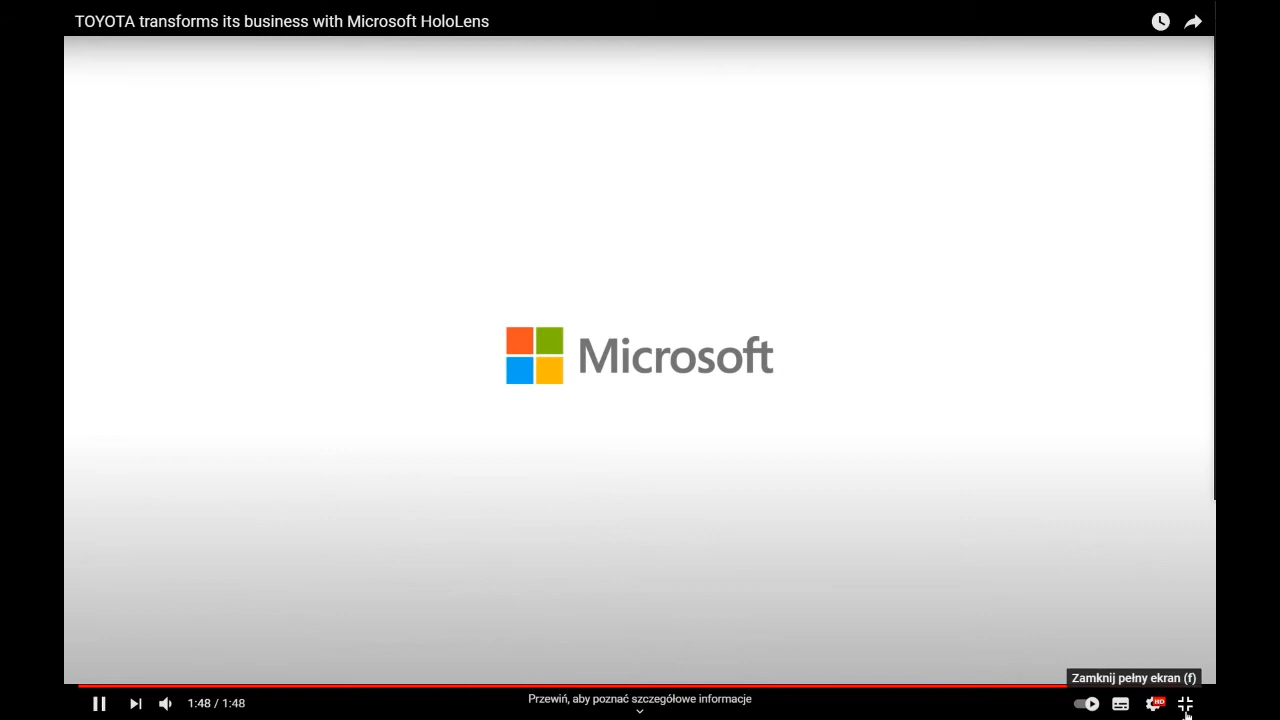 TOYOTA transforms its business with Microsoft HoloLens
Microsoft
Zamknij pełny ekran (f)
1:48 / 1:48
Przewiń, aby poznać szczegółowe informacje
HD